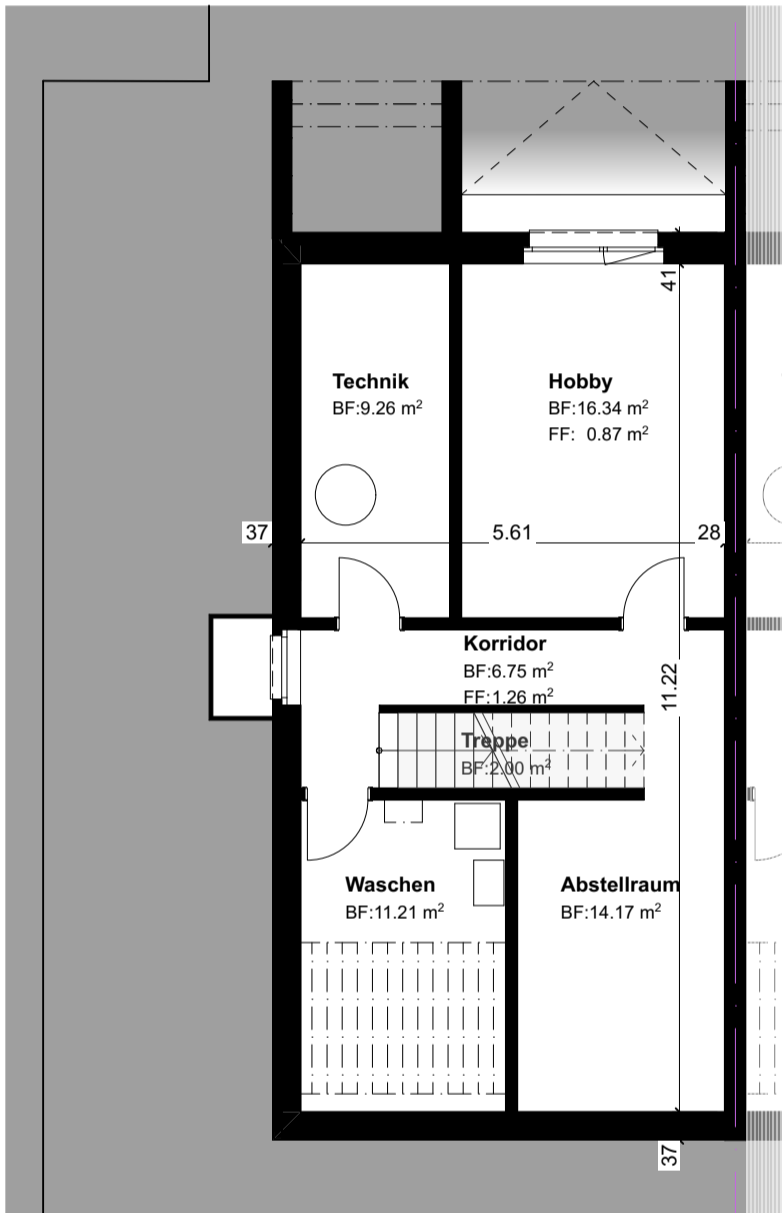 41
Technik
BF:9.26 m²
Hobby
BF:16.34 m²
FF: 0.87 m²
37
5.61
28
Korridor
BF:6.75 m²
FF:1.26 m²
11.22
Treppe
BF:2.00 m²
Waschen
BF:11.21 m²
Abstellraum
BF:14.17 m²
37